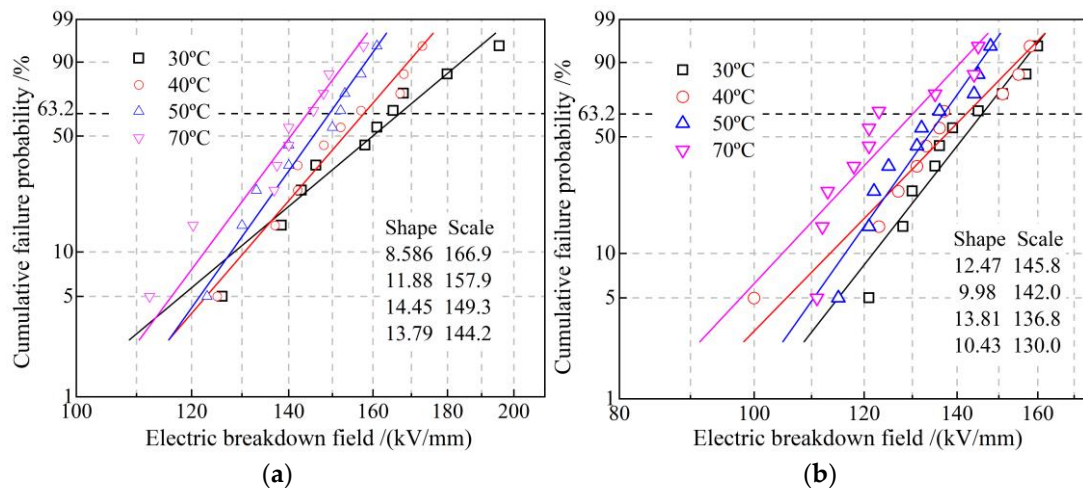 99
90
63.2
50
10
5
1
Cumulative failure probability /%
30ºC
40ºC
50ºC
70ºC
Shape Scale
8.586 166.9
11.88 157.9
14.45 149.3
13.79 144.2
100 120 140 160 180 200
Electric breakdown field /(kV/mm)
(a)
99
90
63.2
50
10
5
1
Cumulative failure probability /%
30ºC
40ºC
50ºC
70ºC
Shape Scale
12.47 145.8
9.98 142.0
13.81 136.8
10.43 130.0
80 100 120 140 160
Electric breakdown field /(kV/mm)
(b)